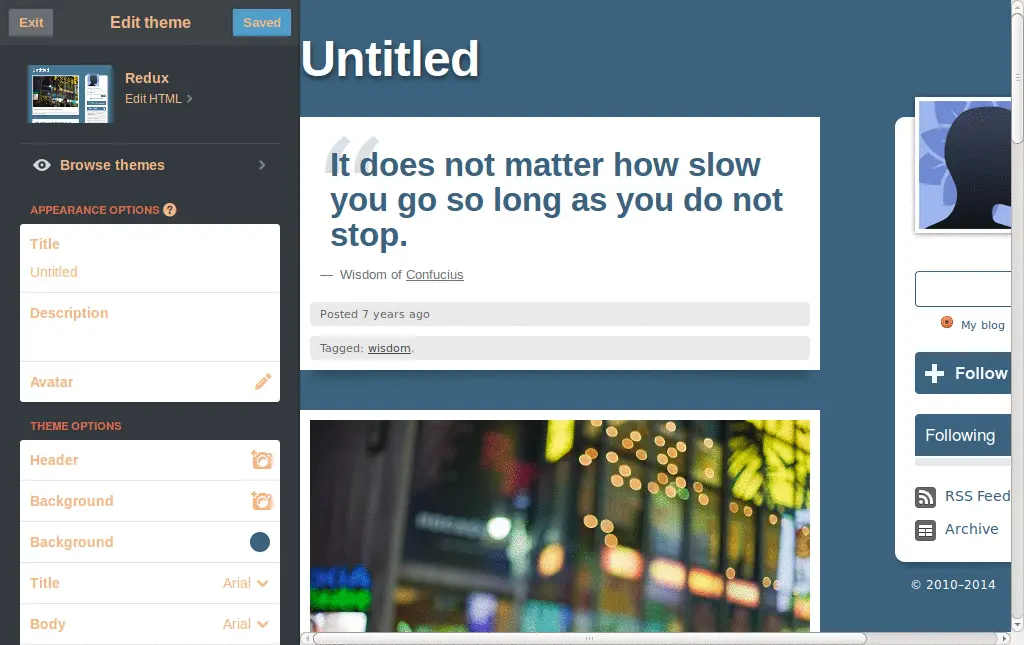 Exit
Edit theme
Saved
Redux
Edit HTML
Browse themes
APPEARANCE OPTIONS ?
Title
Untitled
Description
Avatar
THEME OPTIONS
Header
Background
Background
Title
Arial
Body
Arial
Untitled
“
It does not matter how slow
you go so long as you do not
stop.
— Wisdom of Confucius
Posted 7 years ago
Tagged: wisdom.
My blog
Follow
Following
RSS Feed
Archive
© 2010–2014